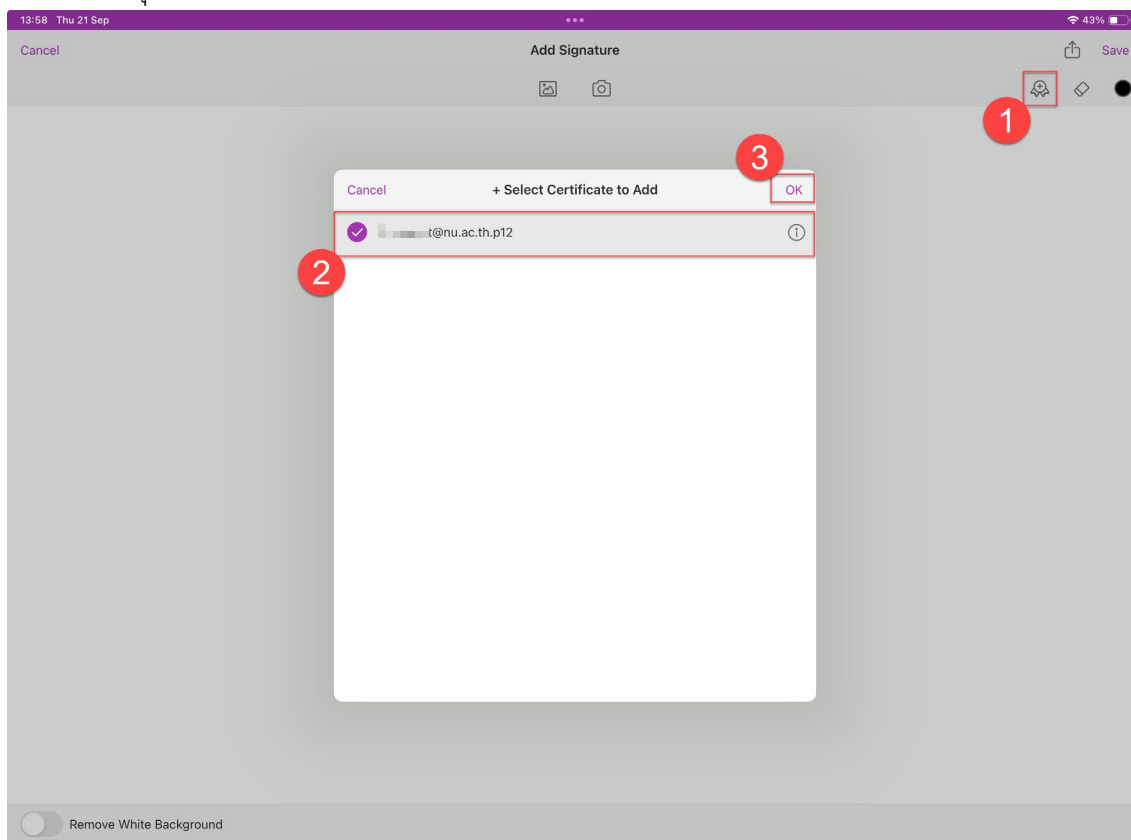 13:58 Thu 21 Sep
43%
Cancel
Add Signature
Save
1
3
Cancel
+ Select Certificate to Add
OK
t@nu.ac.th.p12
2
Remove White Background